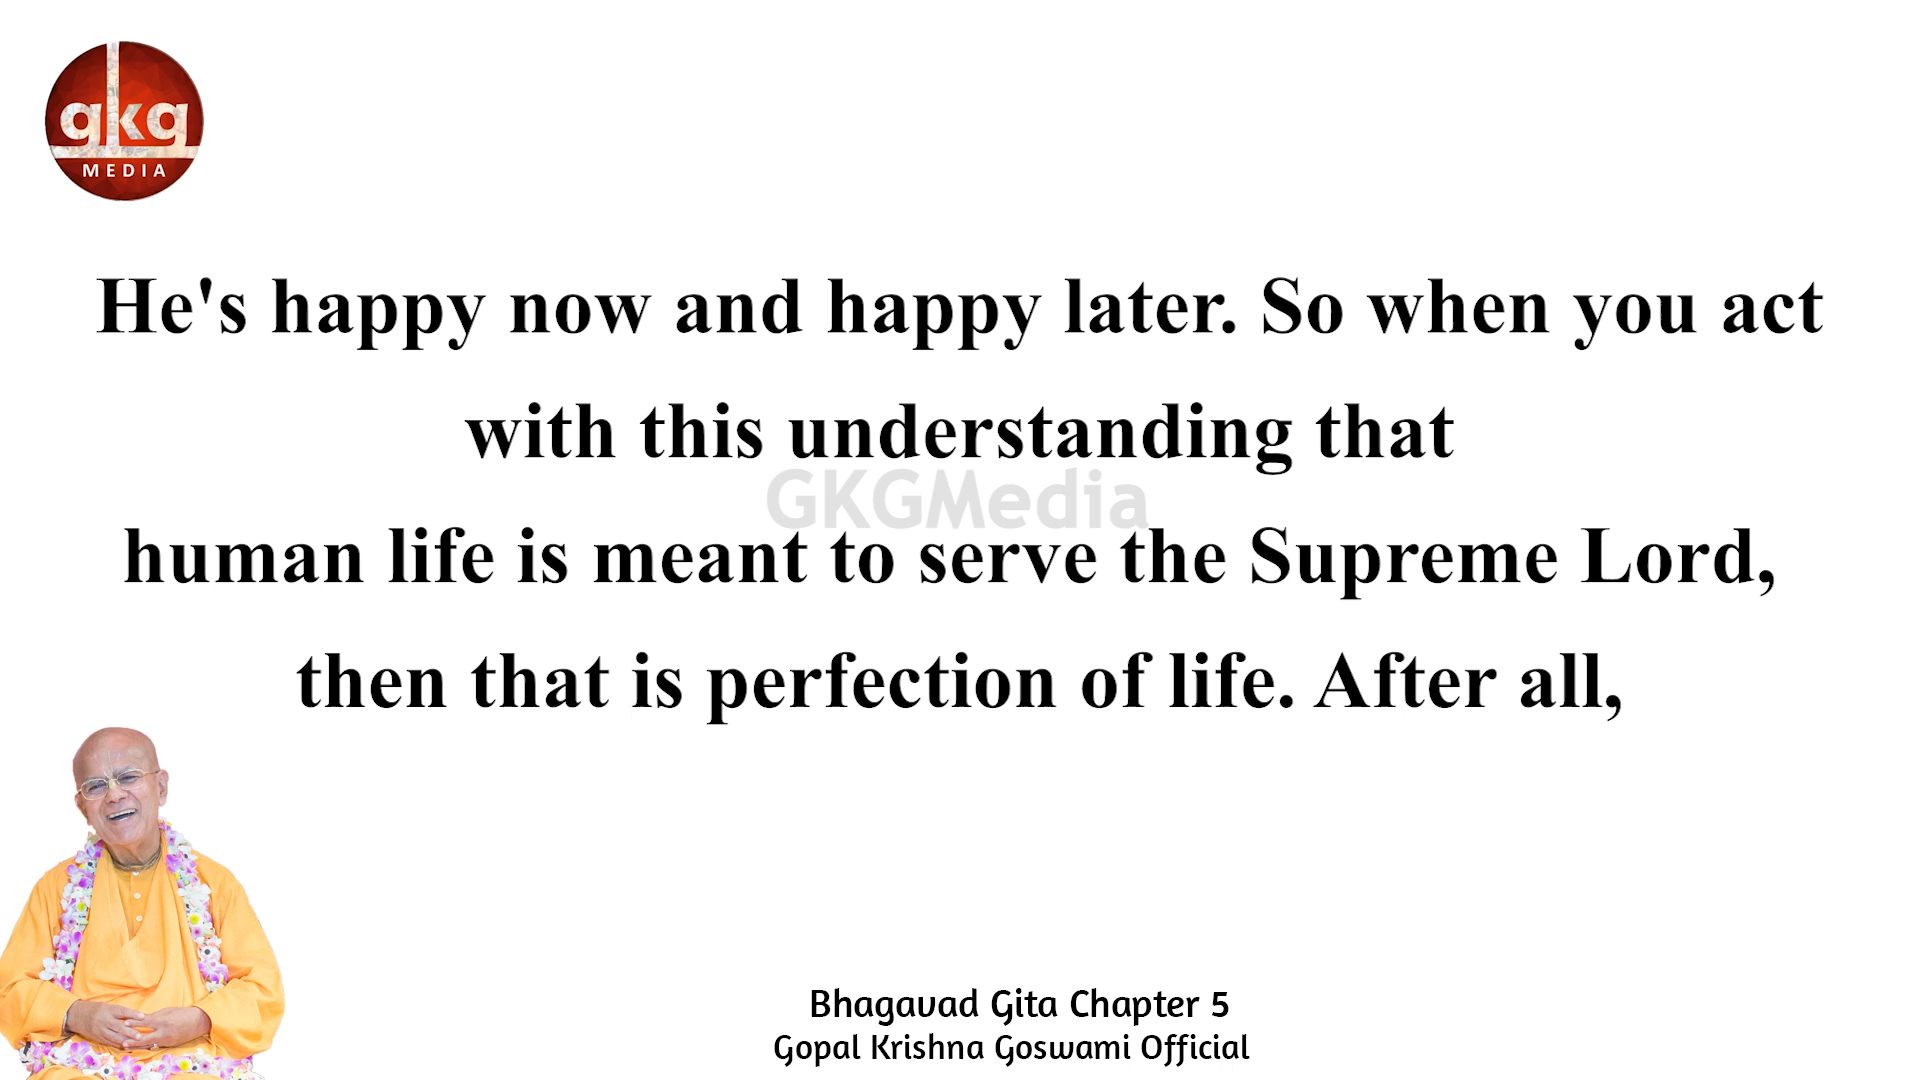 gkg
MEDIA
He's happy now and happy later. So when you act
with this understanding that
GKGMedia
human life is meant to serve the Supreme Lord,
then that is perfection of life. After all,
Bhagavad Gita Chapter 5
Gopal Krishna Goswami Official